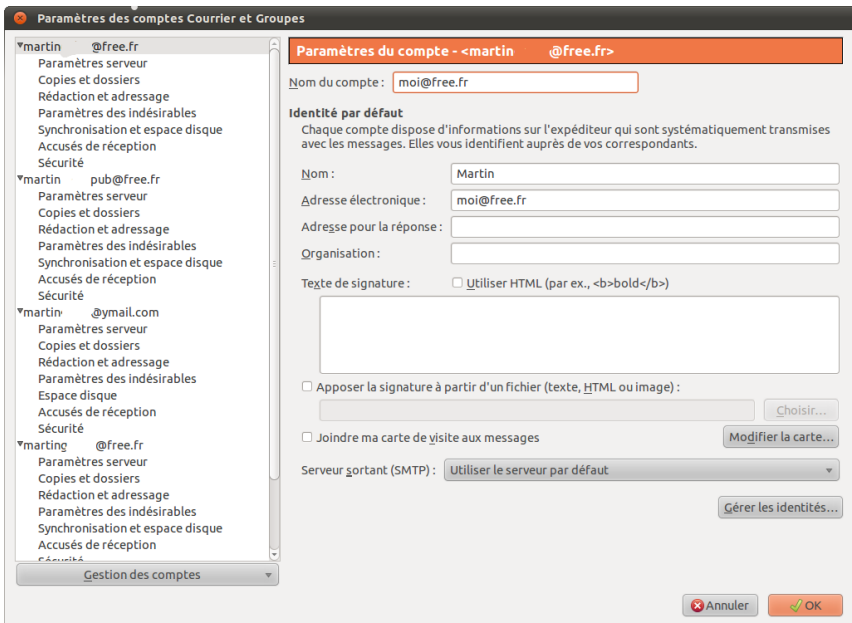 Paramètres des comptes Courrier et Groupes
martin @free.fr
Paramètres serveur
Copies et dossiers
Rédaction et adressage
Paramètres des indésirables
Synchronisation et espace disque
Accusés de réception
Sécurité
martin pub@free.fr
Paramètres serveur
Copies et dossiers
Rédaction et adressage
Paramètres des indésirables
Synchronisation et espace disque
Accusés de réception
Sécurité
martin @ymail.com
Paramètres serveur
Copies et dossiers
Rédaction et adressage
Paramètres des indésirables
Espace disque
Accusés de réception
Sécurité
marting @free.fr
Paramètres serveur
Copies et dossiers
Rédaction et adressage
Paramètres des indésirables
Synchronisation et espace disque
Accusés de réception
Sécurité
Gestion des comptes
Paramètres du compte - <martin @free.fr>
Nom du compte : moi@free.fr
Identité par défaut
Chaque compte dispose d'informations sur l'expéditeur qui sont systématiquement transmises
avec les messages. Elles vous identifient auprès de vos correspondants.
Nom : Martin
Adresse électronique : moi@free.fr
Adresse pour la réponse :
Organisation :
Texte de signature : Utiliser HTML (par ex., <b>bold</b>)
Apposer la signature à partir d'un fichier (texte, HTML ou image) :
Choisir...
Joindre ma carte de visite aux messages
Modifier la carte...
Serveur sortant (SMTP) : Utiliser le serveur par défaut
Gérer les identités...
Annuler OK